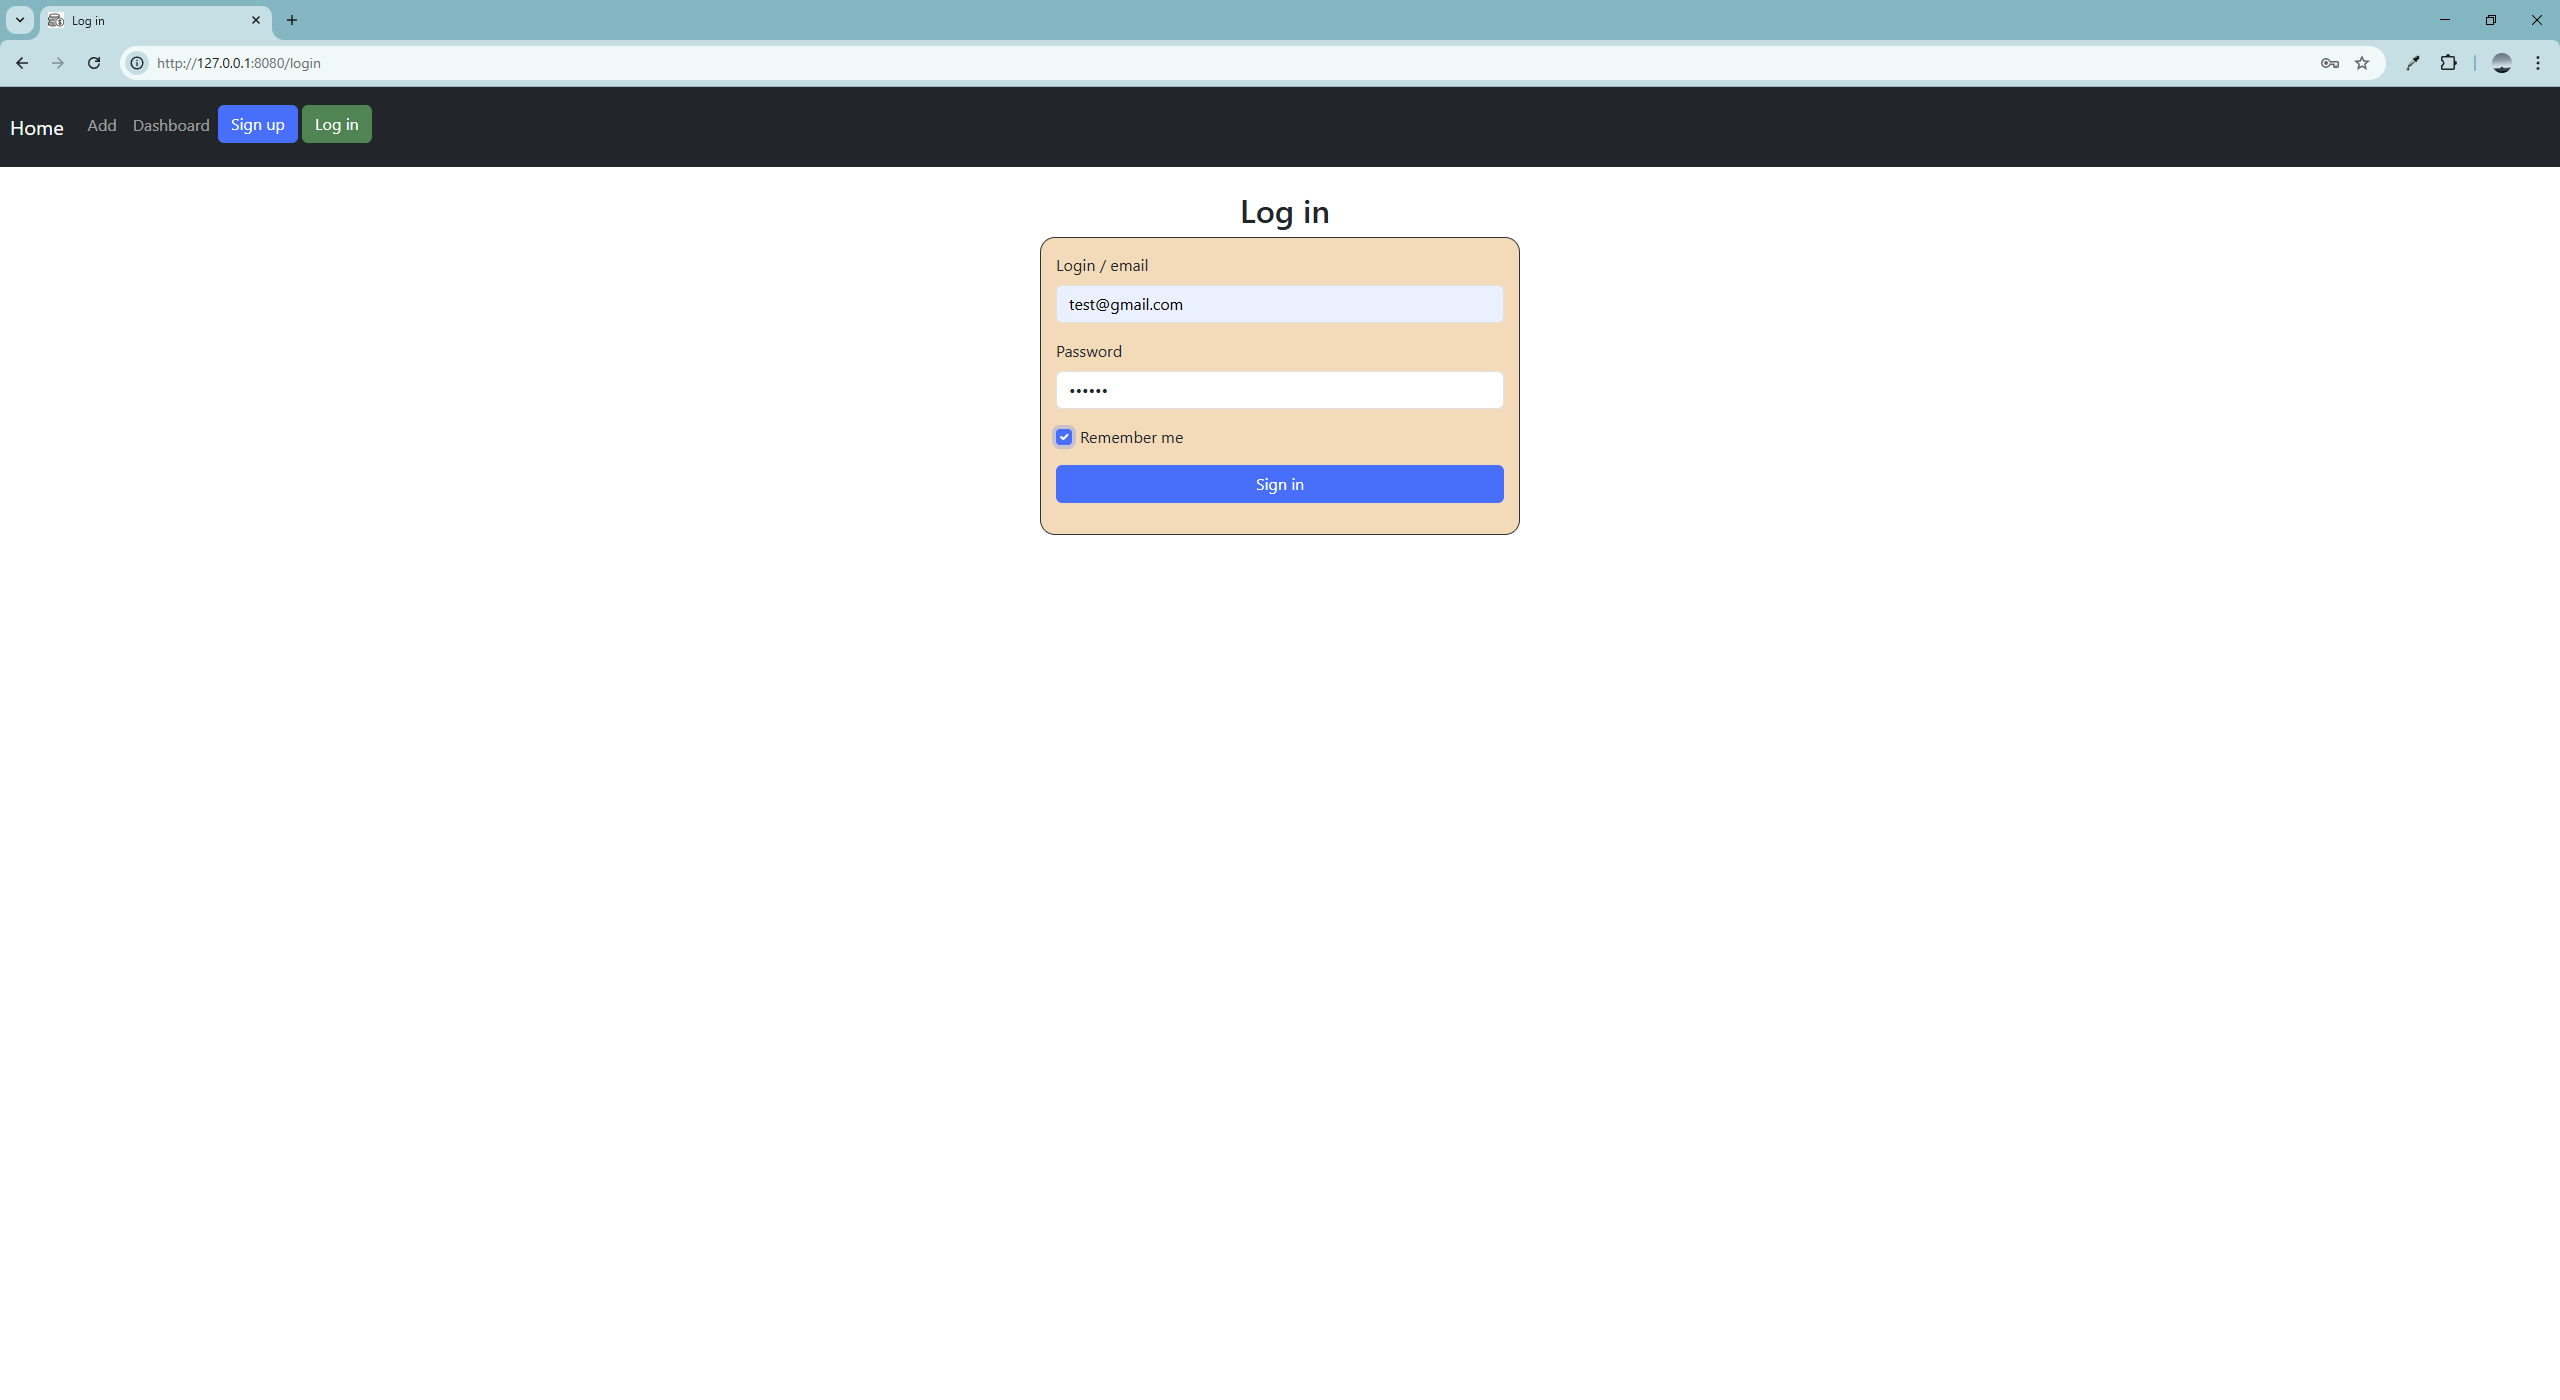 Log in
http://127.0.0.1:8080/login
Home Add Dashboard Sign up Log in
Log in
Login / email
test@gmail.com
Password
••••••
Remember me
Sign in